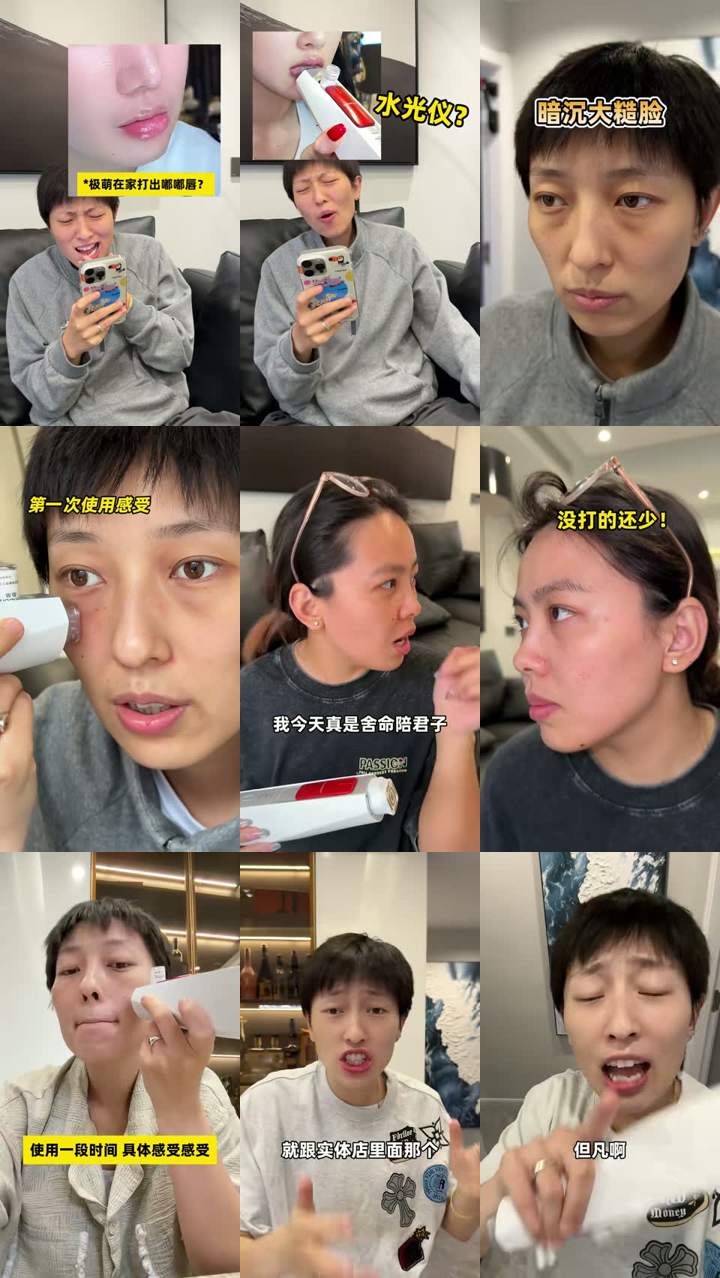 *极萌在家打出嘟嘟唇？
水光仪？
暗沉大糙脸
第一次使用感受
我今天真是舍命陪君子
PASSION
没打的还少！
使用一段时间 具体感受感受
就跟实体店里面那个
但凡啊
Money